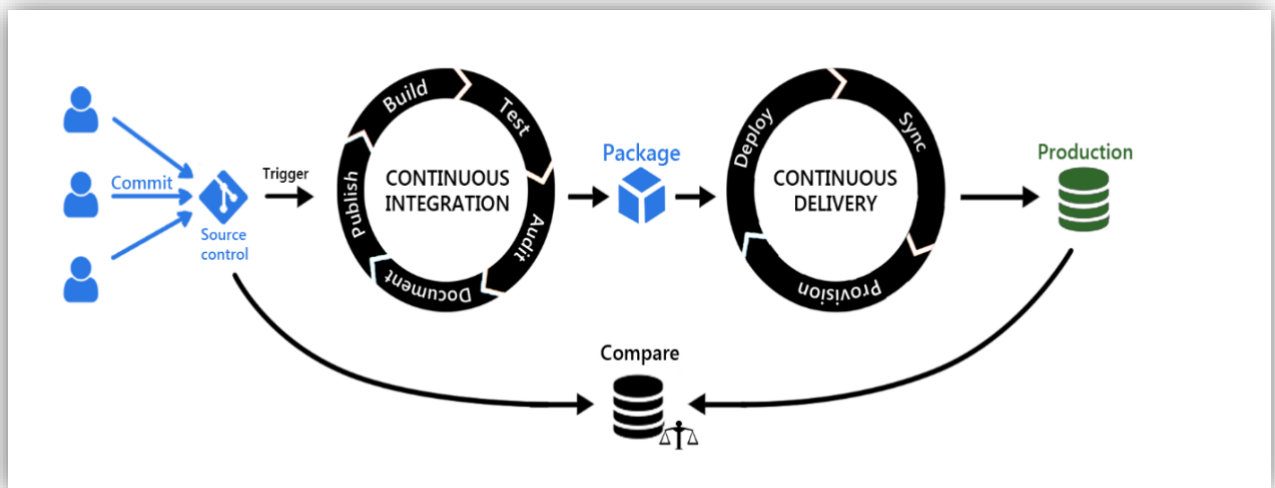 Commit
Source
control
Trigger
Build
Test
Audit
Document
Publish
CONTINUOUS
INTEGRATION
Package
Deploy
Sync
Provision
CONTINUOUS
DELIVERY
Production
Compare